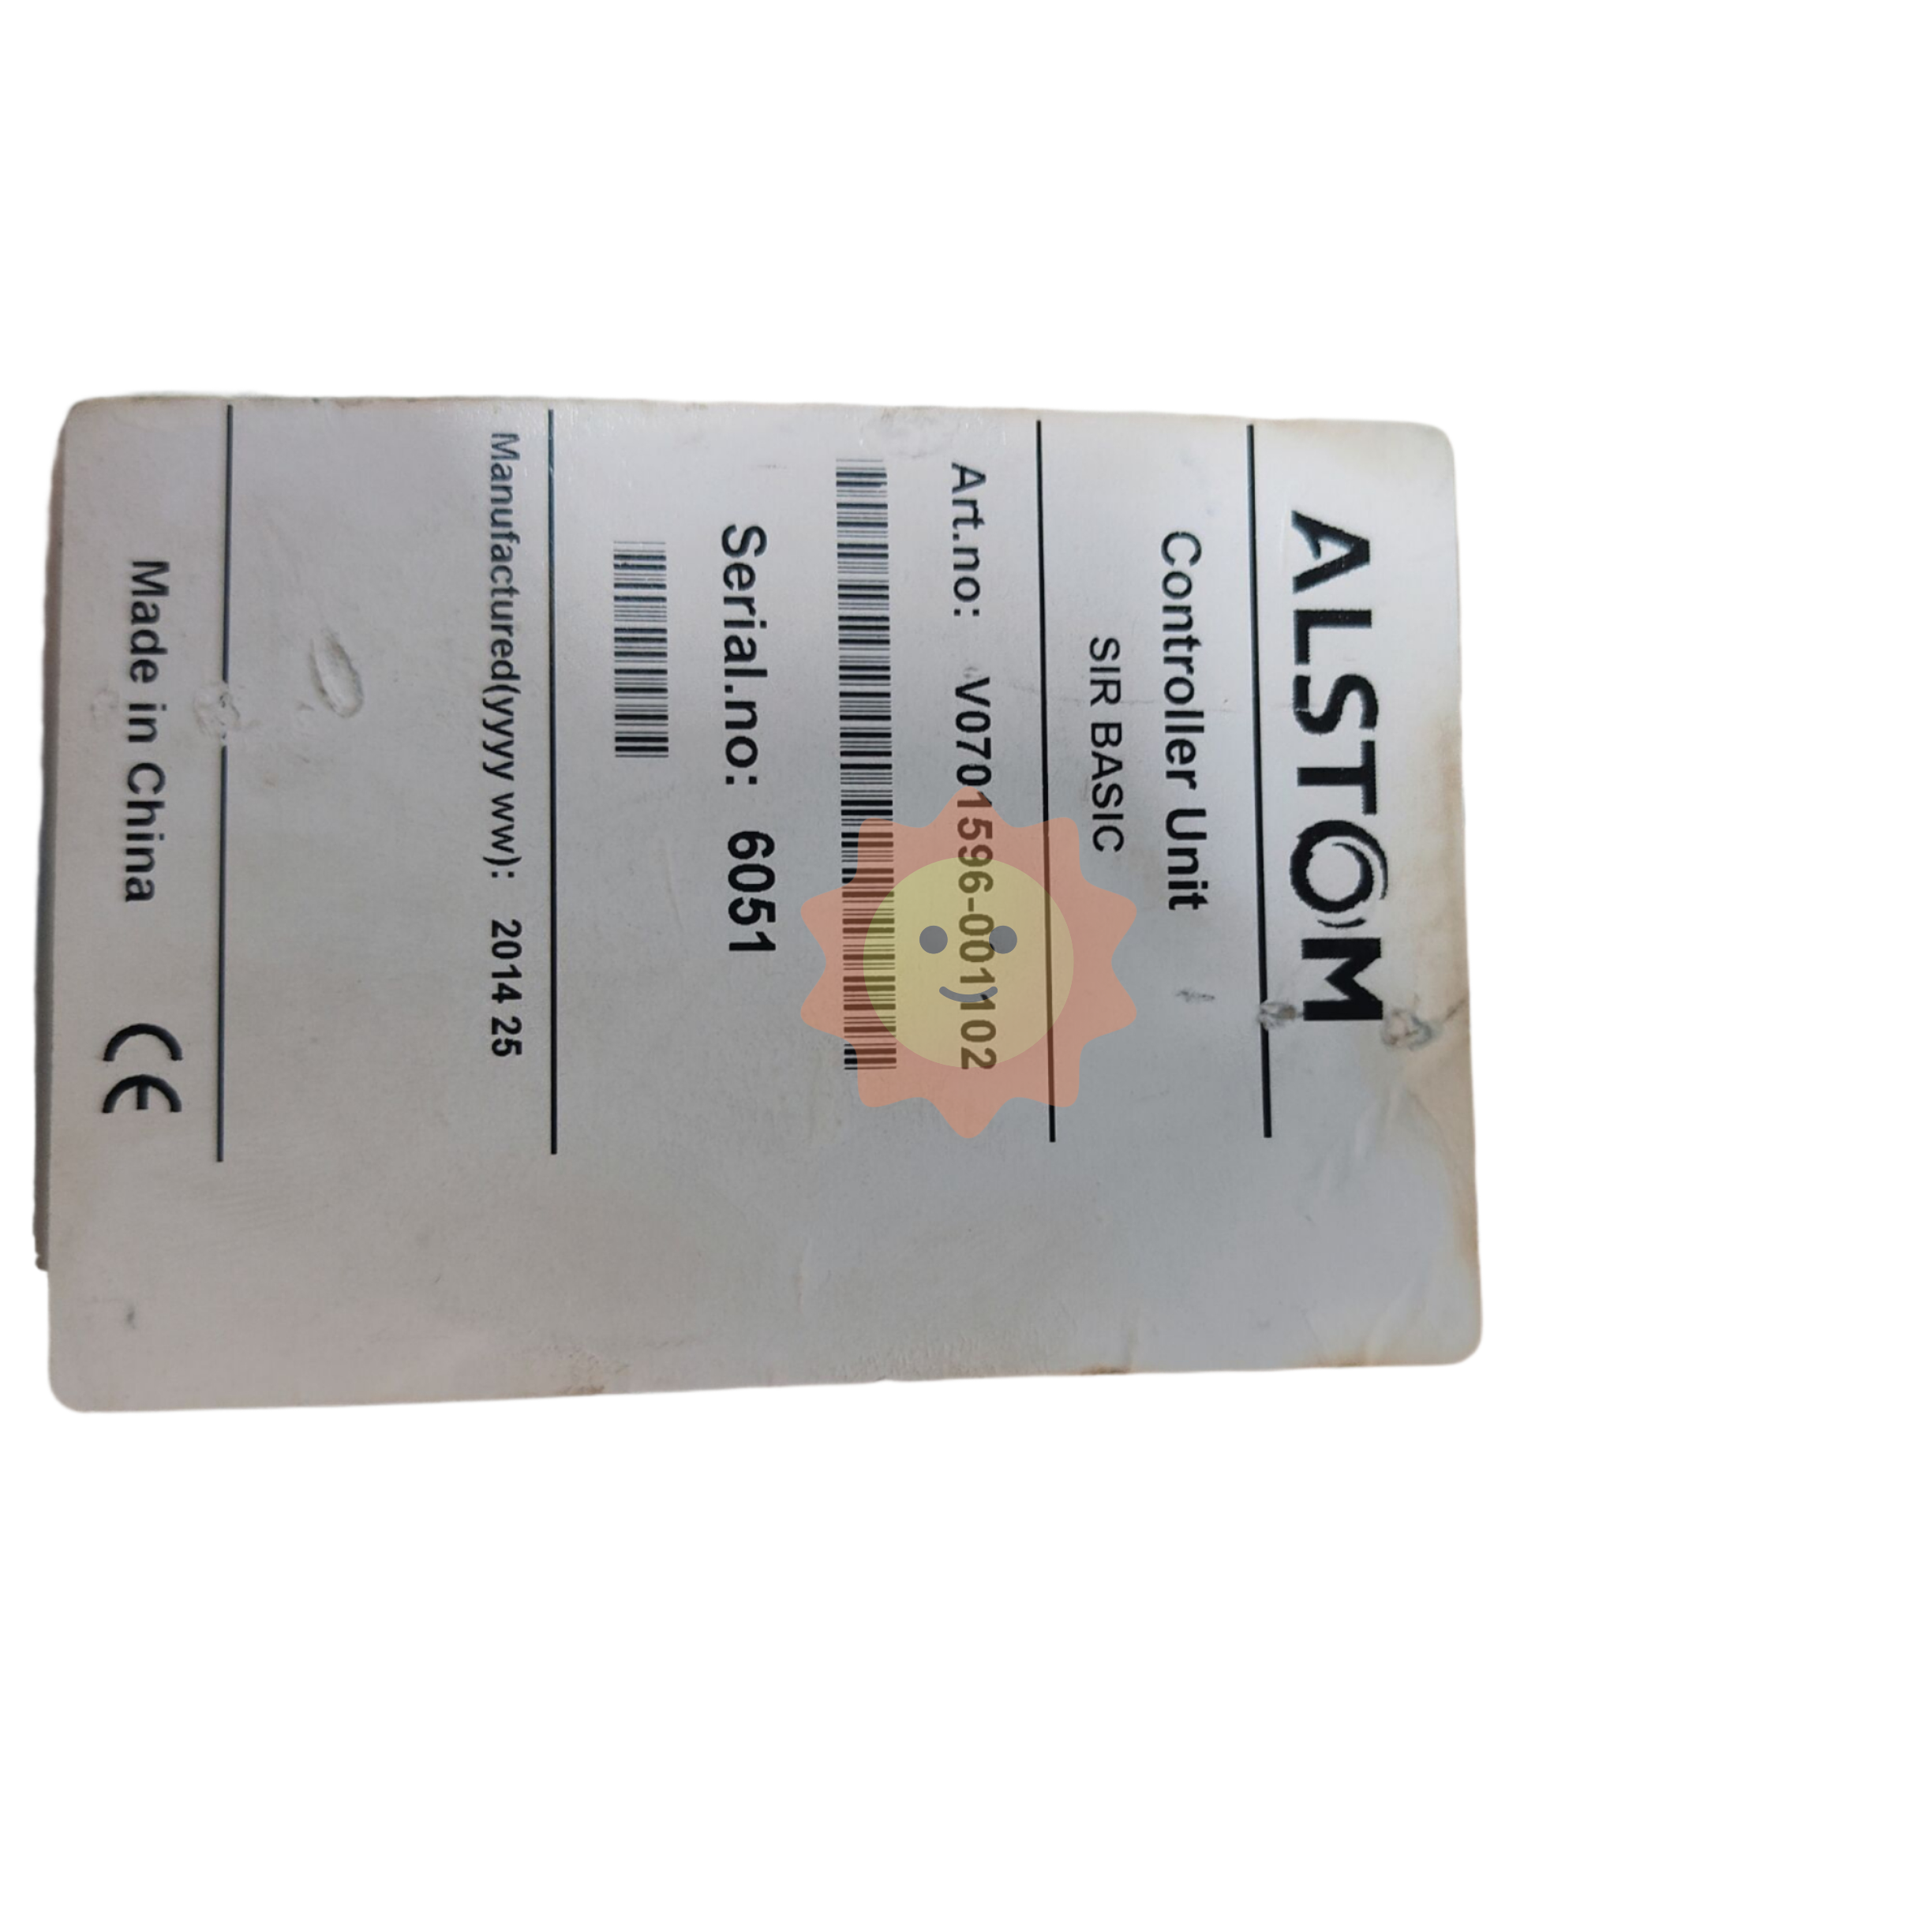 ALSTOM
Controller Unit
SIR BASIC
Art.no: V0701596-001102
Serial.no: 6051
Manufactured(yyyy ww): 2014 25
Made in China CE